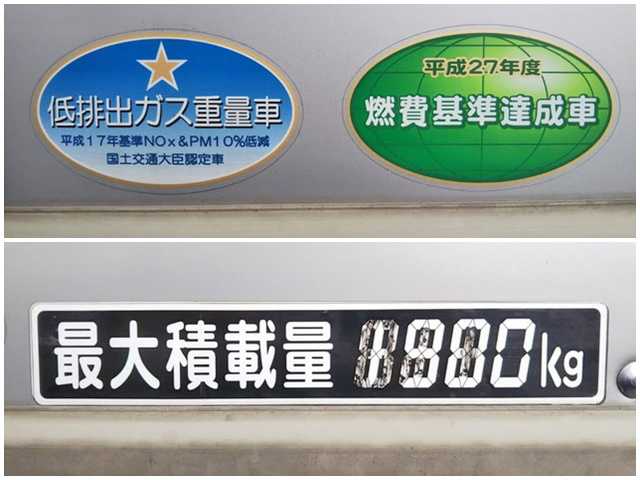 低排出ガス重量車
平成17年基準NOx&PM10%低減
国土交通大臣認定車
平成27年度
燃費基準達成車
最大積載量 kg